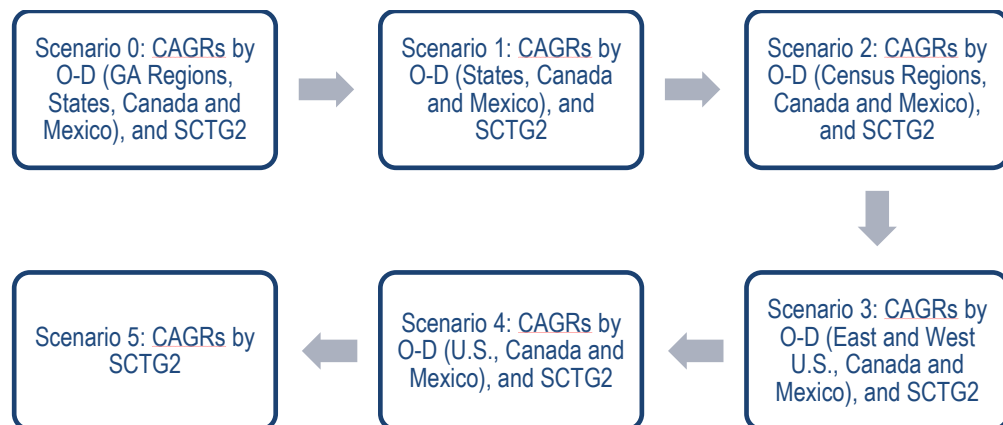 Scenario 0: CAGRs by
O-D (GA Regions,
States, Canada and
Mexico), and SCTG2
Scenario 1: CAGRs by
O-D (States, Canada
and Mexico), and
SCTG2
Scenario 2: CAGRs by
O-D (Census Regions,
Canada and Mexico),
and SCTG2
Scenario 3: CAGRs by
O-D (East and West
U.S., Canada and
Mexico), and SCTG2
Scenario 4: CAGRs by
O-D (U.S., Canada and
Mexico), and SCTG2
Scenario 5: CAGRs by
SCTG2